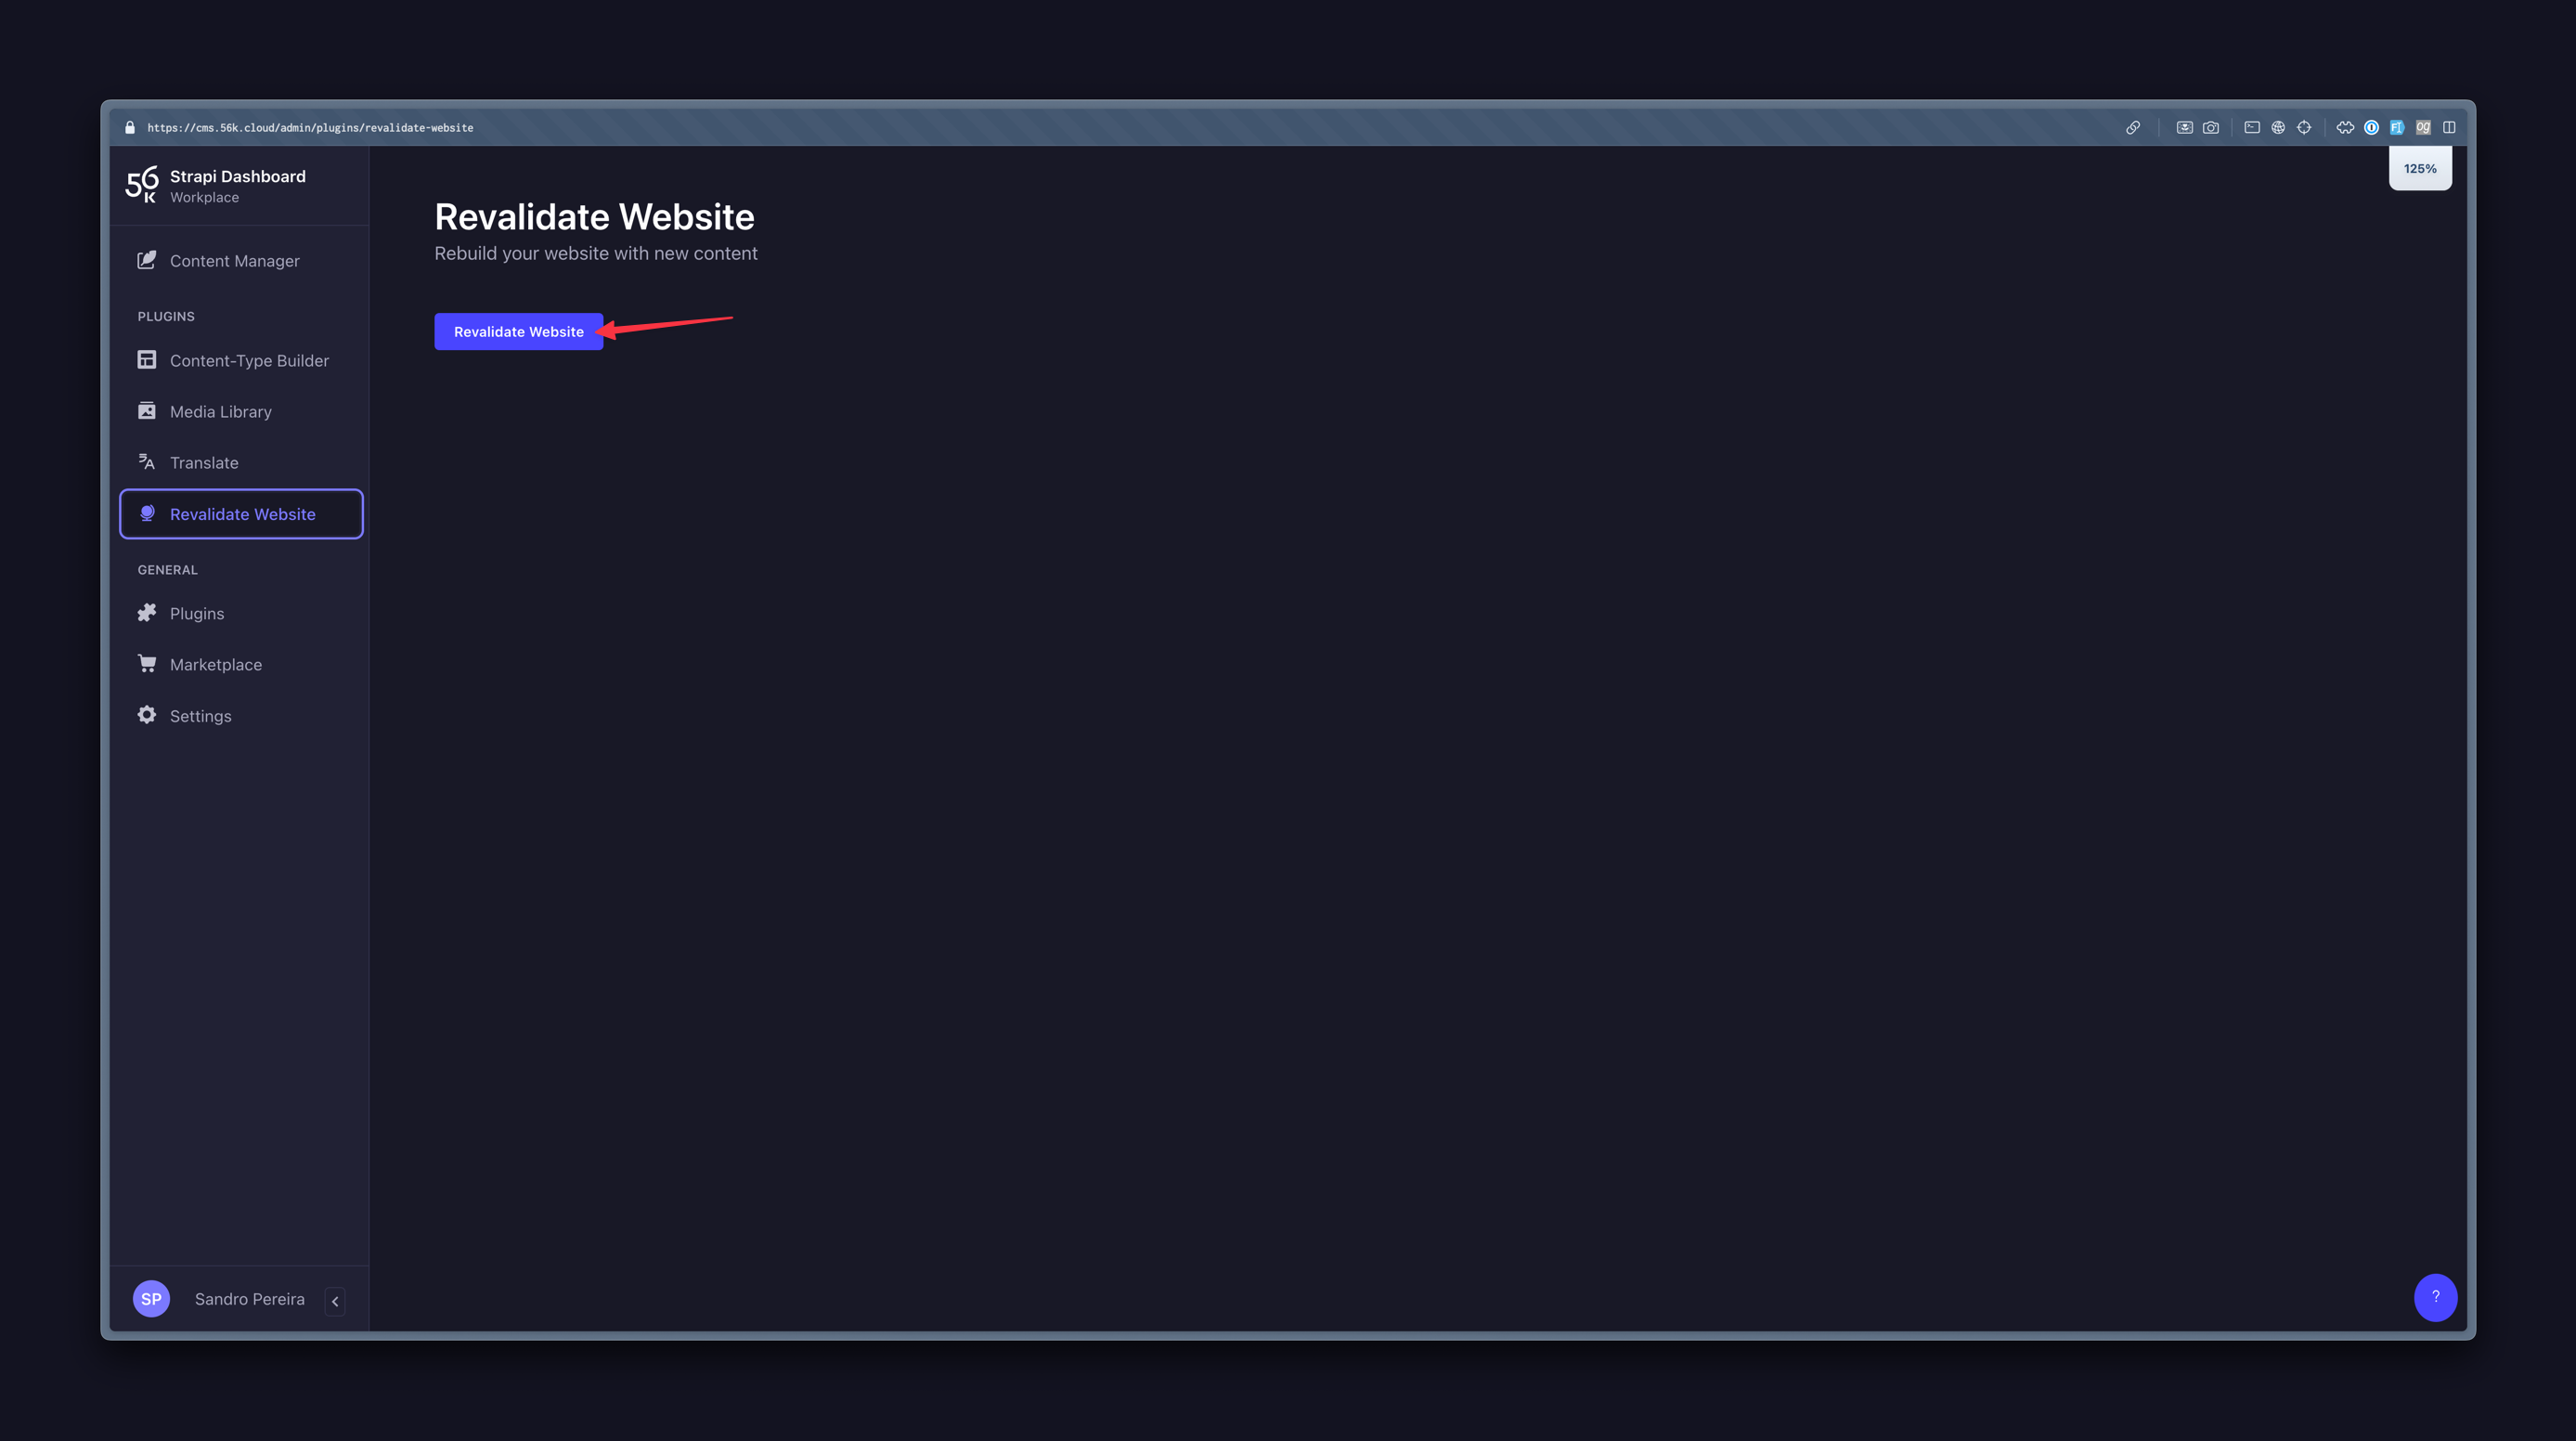 https://cms.56k.cloud/admin/plugins/revalidate-website
125%
56
K
Strapi Dashboard
Workplace
Content Manager
PLUGINS
Content-Type Builder
Media Library
Translate
Revalidate Website
GENERAL
Plugins
Marketplace
Settings
SP
Sandro Pereira
Revalidate Website
Rebuild your website with new content
Revalidate Website
?